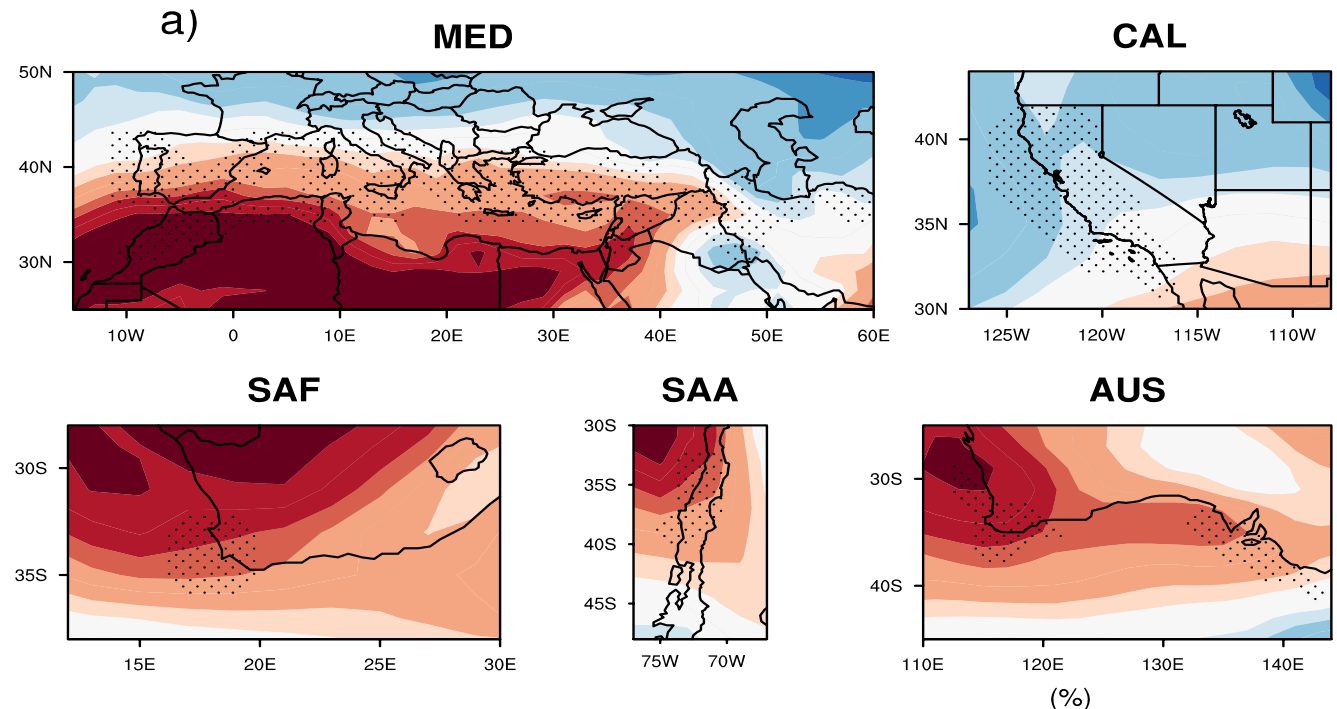 a)
MED
CAL
50N
40N
30N
10W 0 10E 20E 30E 40E 50E 60E
40N
35N
30N
125W 120W 115W 110W
SAF
SAA
AUS
30S
35S
15E 20E 25E 30E
30S
35S
40S
45S
75W 70W
30S
40S
110E 120E 130E 140E
(%)